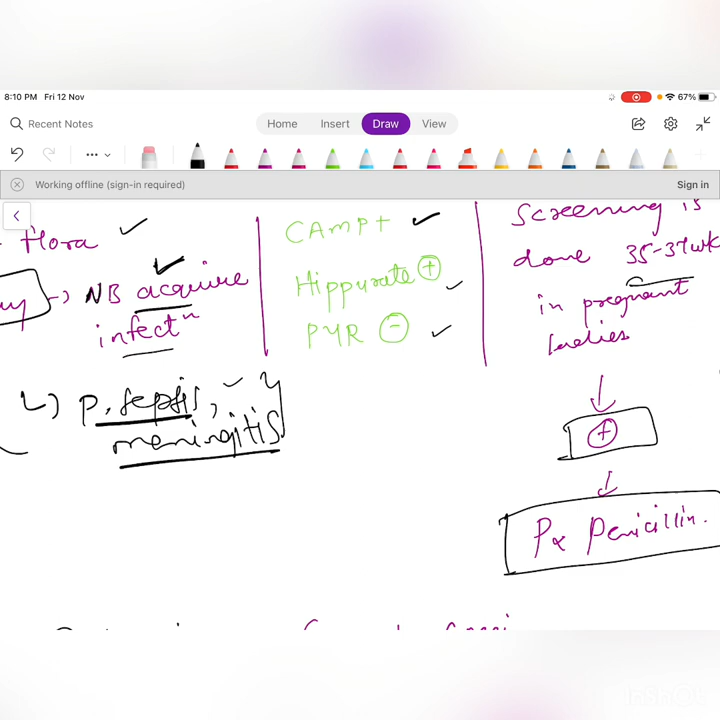 8:10 PM Fri 12 Nov
67%
Recent Notes
Home Insert Draw View
Working offline (sign-in required)
Sign in
flora
NB acquire
infectⁿ
P. sepsis,
meningitis
CAMP+
Hippurate +
PYR -
Screening is
done 35-37wk
in pregnant
ladies
+
Px Penicillin.